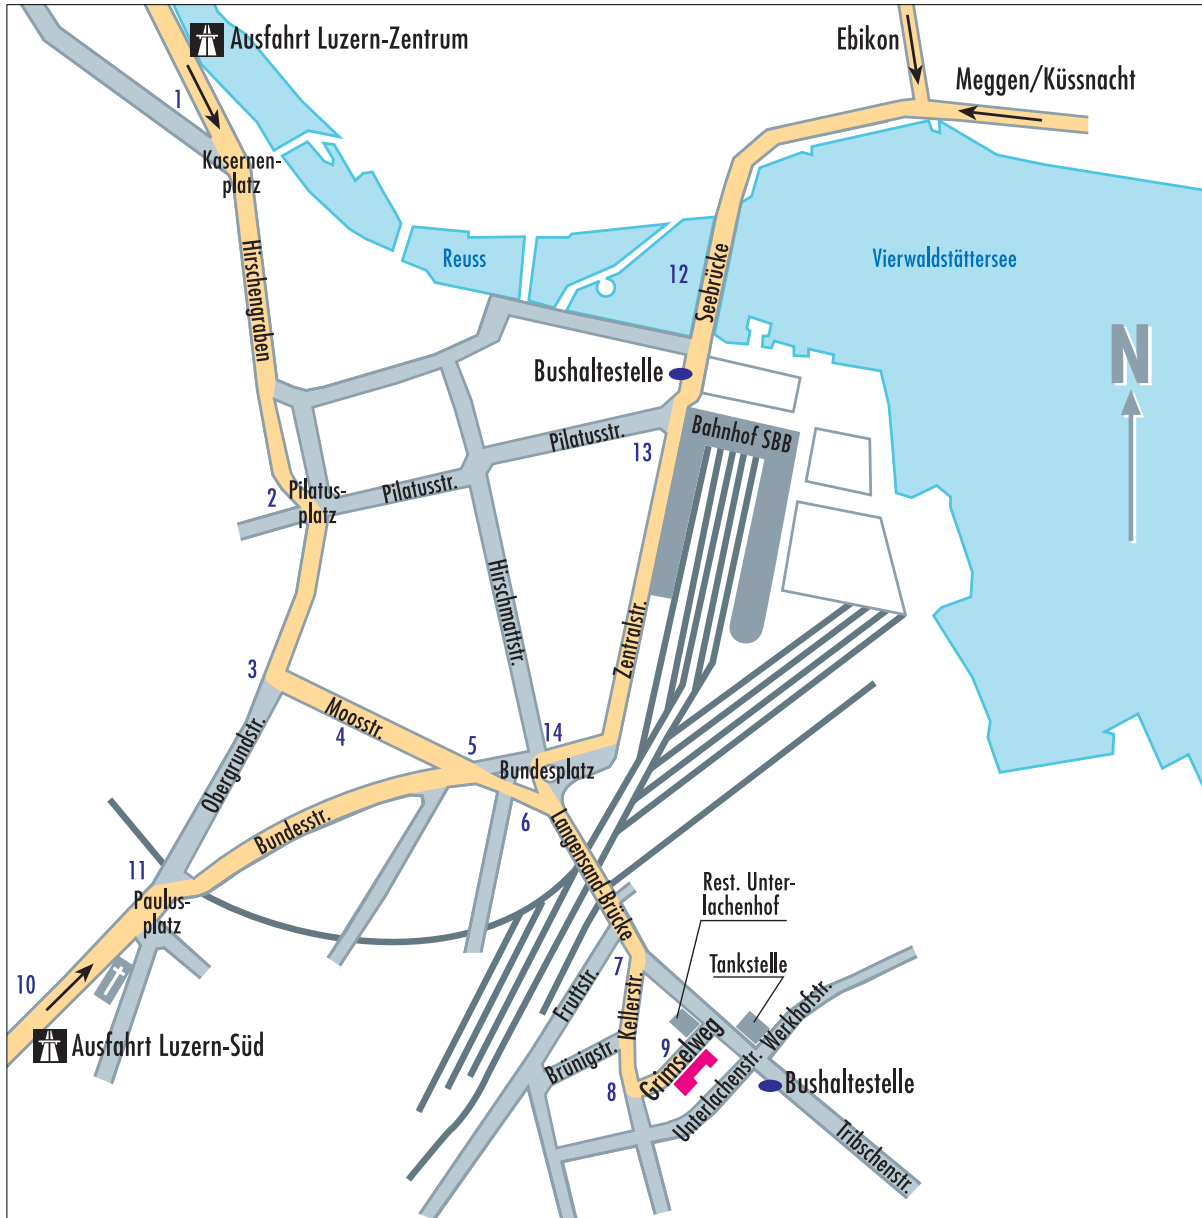 Ausfahrt Luzern-Zentrum
Ebikon
Meggen/Küssnacht
1
Kasernen-
platz
Hirschengraben
Reuss
12
Seebrücke
Vierwaldstättersee
N
Bushaltestelle
Bahnhof SBB
Pilatusstr.
13
Pilatusstr.
2
Pilatus-
platz
Hirschmattstr.
Zentralstr.
3
Moosstr.
4
Obergrundstr.
5
14
Bundesplatz
6
Bundesstr.
Langensand-Brücke
11
Paulus-
platz
Rest. Unter-
lachenhof
Tankstelle
10
7
Fruttstr.
Kellerstr.
Werkhofstr.
Ausfahrt Luzern-Süd
Brünigstr.
9
Grimselweg
8
Unterlachenstr.
Bushaltestelle
Tribschenstr.